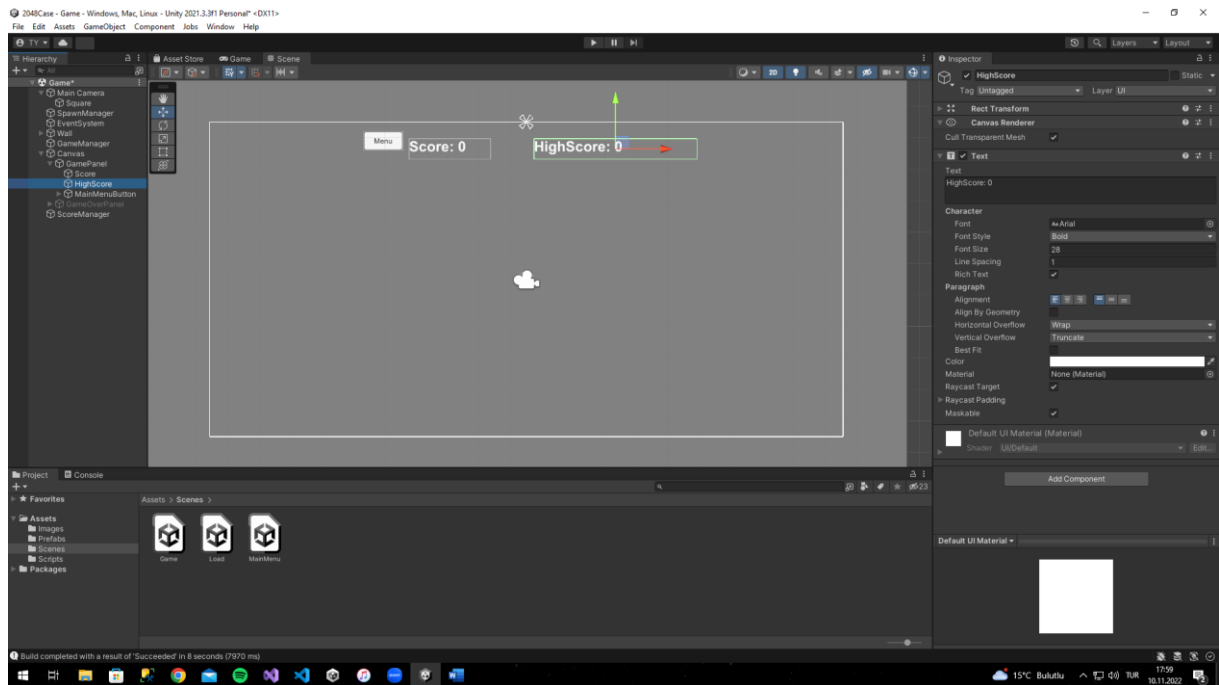 2048Case - Game - Windows, Mac, Linux - Unity 2021.3.3f1 Personal* <DX11>
File Edit Assets GameObject Component Jobs Window Help
TY
Layers Layout
Hierarchy
Asset Store Game Scene
Inspector
All
2D
HighScore Static
Tag Untagged Layer UI
Game*
Main Camera
Square
SpawnManager
EventSystem
Wall
GameManager
Canvas
GamePanel
Score
HighScore
MainMenuButton
GameOverPanel
ScoreManager
Menu Score: 0 HighScore: 0
Rect Transform
Canvas Renderer
Cull Transparent Mesh
Text
Text
HighScore: 0
Character
Font Arial
Font Style Bold
Font Size 28
Line Spacing 1
Rich Text
Paragraph
Alignment
Align By Geometry
Horizontal Overflow Wrap
Vertical Overflow Truncate
Best Fit
Color
Material None (Material)
Raycast Target
Raycast Padding
Maskable
Default UI Material (Material)
Shader UI/Default Edit...
Add Component
Default UI Material
Project Console
23
Favorites
Assets
Images
Prefabs
Scenes
Scripts
Packages
Assets > Scenes >
Game Load MainMenu
Build completed with a result of 'Succeeded' in 8 seconds (7970 ms)
15°C Bulutlu TUR 17:59
10.11.2022